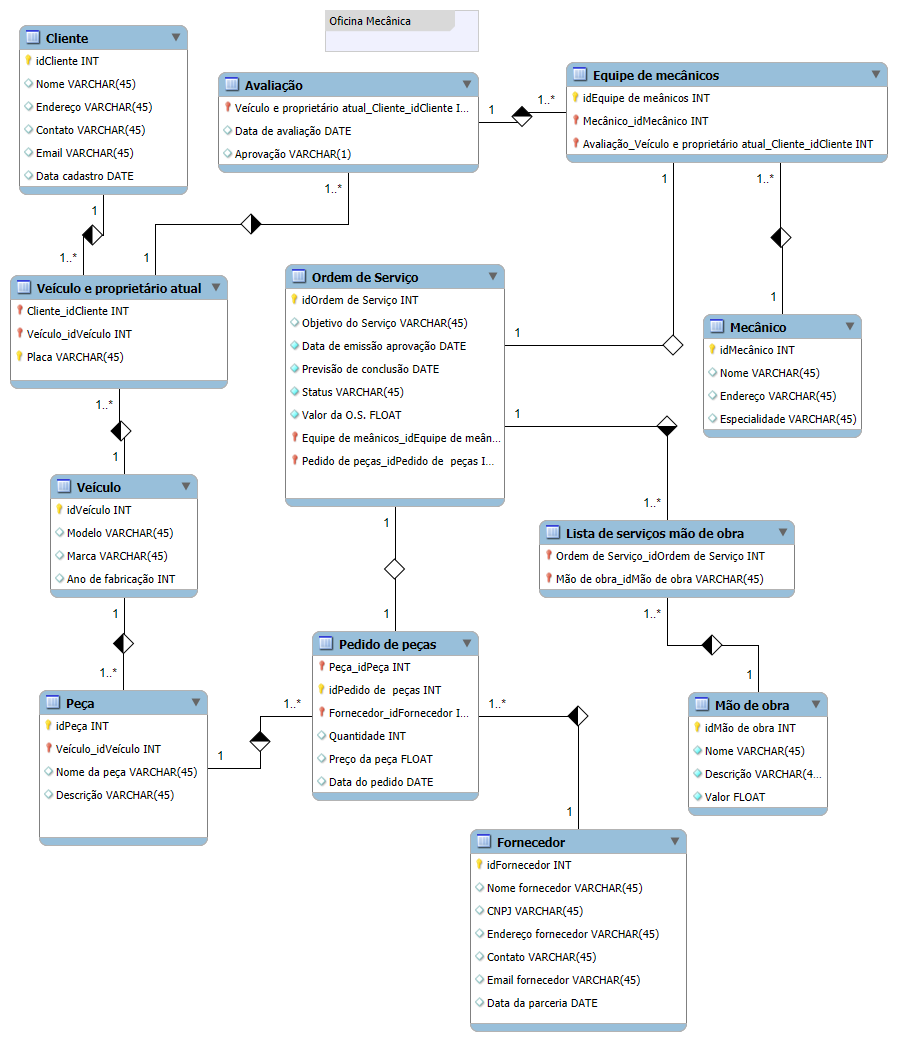 Oficina Mecânica
Cliente
idCliente INT
Nome VARCHAR(45)
Endereço VARCHAR(45)
Contato VARCHAR(45)
Email VARCHAR(45)
Data cadastro DATE
Avaliação
Veículo e proprietário atual_Cliente_idCliente I...
Data de avaliação DATE
Aprovação VARCHAR(1)
1
1..*
Equipe de mecânicos
idEquipe de meânicos INT
Mecânico_idMecânico INT
Avaliação_Veículo e proprietário atual_Cliente_idCliente INT
1
1..*
1..*
1
1
1..*
1
Veículo e proprietário atual
Cliente_idCliente INT
Veículo_idVeículo INT
Placa VARCHAR(45)
Ordem de Serviço
idOrdem de Serviço INT
Objetivo do Serviço VARCHAR(45)
Data de emissão aprovação DATE
Previsão de conclusão DATE
Status VARCHAR(45)
Valor da O.S. FLOAT
Equipe de meânicos_idEquipe de meân...
Pedido de peças_idPedido de  peças I...
1
1
Mecânico
idMecânico INT
Nome VARCHAR(45)
Endereço VARCHAR(45)
Especialidade VARCHAR(45)
1..*
1
Veículo
idVeículo INT
Modelo VARCHAR(45)
Marca VARCHAR(45)
Ano de fabricação INT
1..*
1
Lista de serviços mão de obra
Ordem de Serviço_idOrdem de Serviço INT
Mão de obra_idMão de obra VARCHAR(45)
1
1..*
1
1..*
1
Peça
idPeça INT
Veículo_idVeículo INT
Nome da peça VARCHAR(45)
Descrição VARCHAR(45)
1..*
1
Pedido de peças
Peça_idPeça INT
idPedido de  peças INT
Fornecedor_idFornecedor I...
Quantidade INT
Preço da peça FLOAT
Data do pedido DATE
1..*
1
Mão de obra
idMão de obra INT
Nome VARCHAR(45)
Descrição VARCHAR(4...
Valor FLOAT
Fornecedor
idFornecedor INT
Nome fornecedor VARCHAR(45)
CNPJ VARCHAR(45)
Endereço fornecedor VARCHAR(45)
Contato VARCHAR(45)
Email fornecedor VARCHAR(45)
Data da parceria DATE